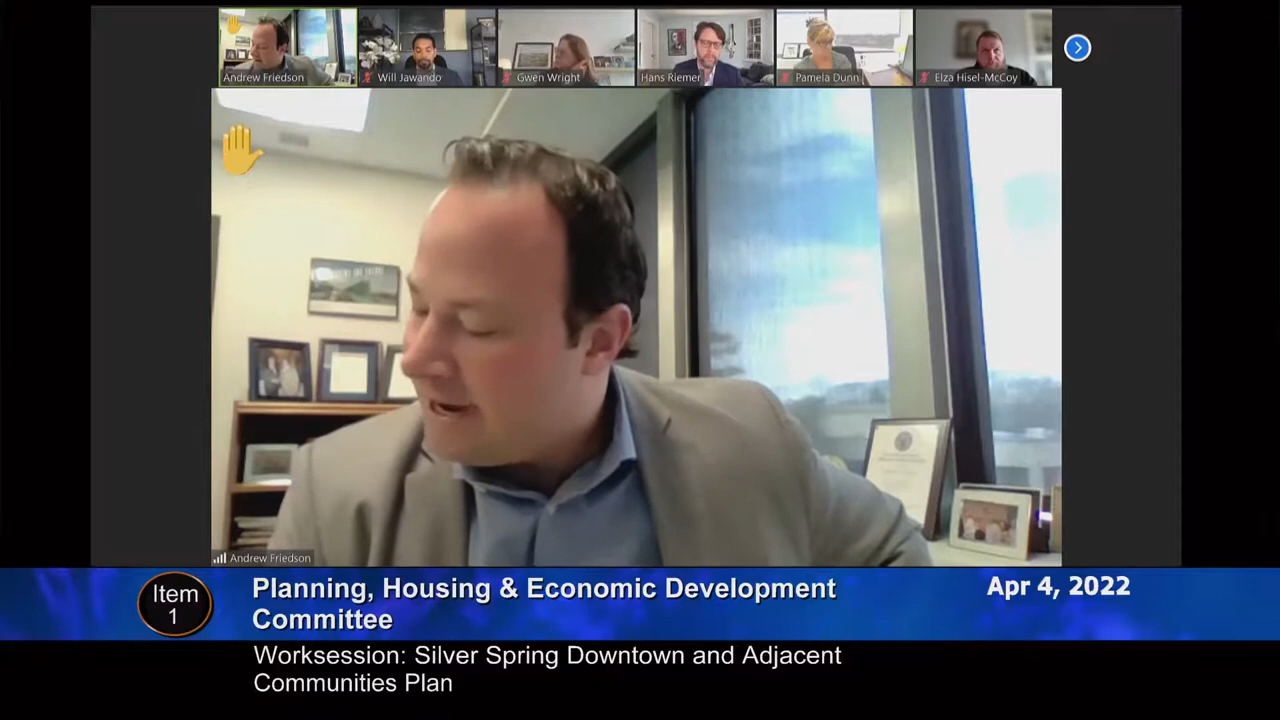 Andrew Friedson
Will Jawando
Gwen Wright
Hans Riemer
Pamela Dunn
Elza Hisel-McCoy
Andrew Friedson
Item
1
Planning, Housing & Economic Development
Committee
Apr 4, 2022
Worksession: Silver Spring Downtown and Adjacent
Communities Plan